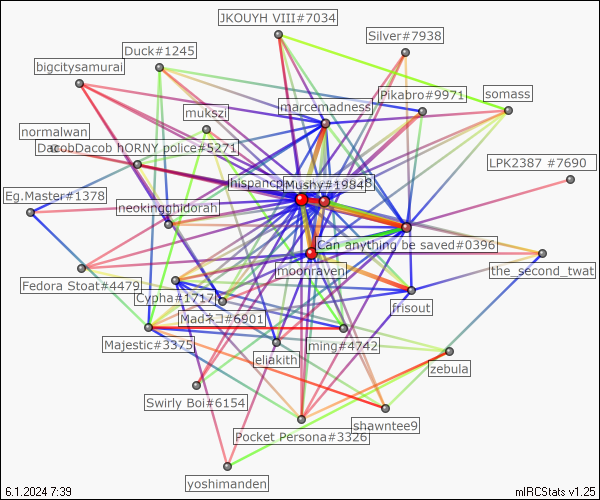 JKOUYH VIII#7034
Silver#7938
Duck#1245
bigcitysamurai
Pikabro#9971
somass
marcemadness
mukszi
normalwan
DacobDacob hORNY police#5271
LPK2387 #7690
Mushy#1984
Eg.Master#1378
neokingghidorah
Can anything be saved#0396
moonraven
the_second_twat
Fedora Stoat#4479
Cypha#1717
frisout
Madネコ#6901
Majestic#3375
ming#4742
eliakith
zebula
Swirly Boi#6154
shawntee9
Pocket Persona#3326
yoshimanden
6.1.2024 7:39
mIRCStats v1.25